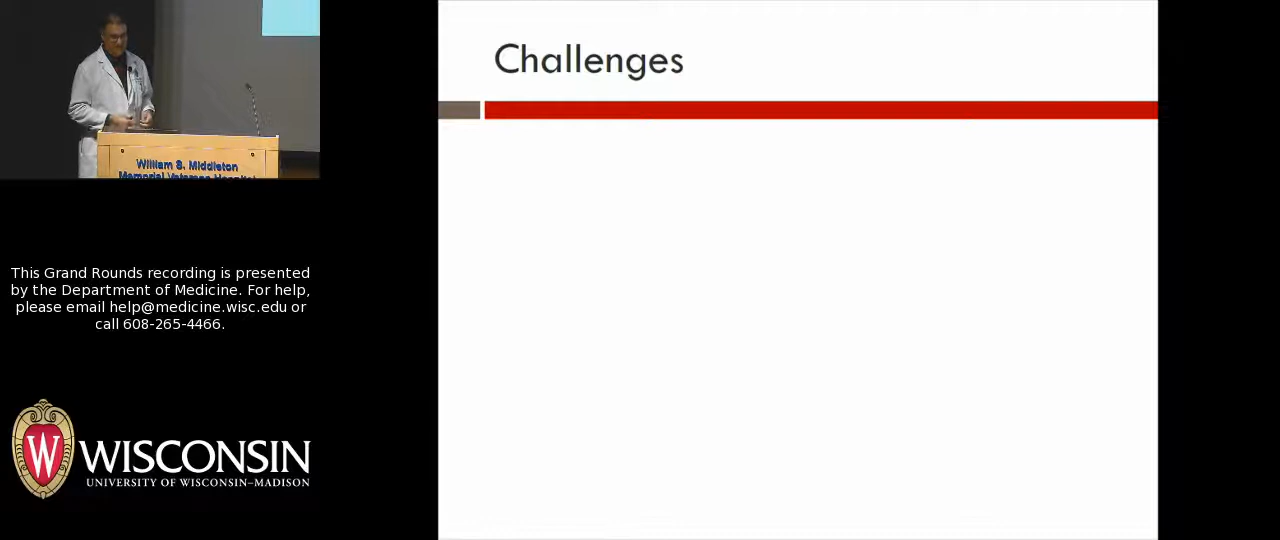 Challenges
William S. Middleton
Memorial Veterans Hospital
This Grand Rounds recording is presented
by the Department of Medicine. For help,
please email help@medicine.wisc.edu or
call 608-265-4466.
W
WISCONSIN
UNIVERSITY OF WISCONSIN–MADISON